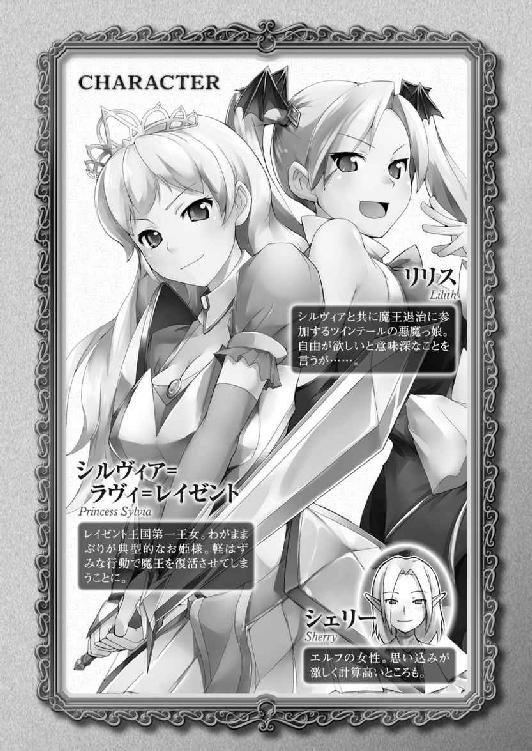 CHARACTER
リリス
Lilith
シルヴィアと共に魔王退治に参
加するツインテールの悪魔っ娘。
自由が欲しいと意味深なことを
言うが……。
シルヴィア=
ラヴィ=レイゼント
Princess Sylvia
レイゼント王国第一王女。わがまま
ぶりが典型的なお姫様。軽はず
みな行動で魔王を復活させてしま
うことに。
シェリー
Sherry
エルフの女性。思い込みが
激しく計算高いところも。